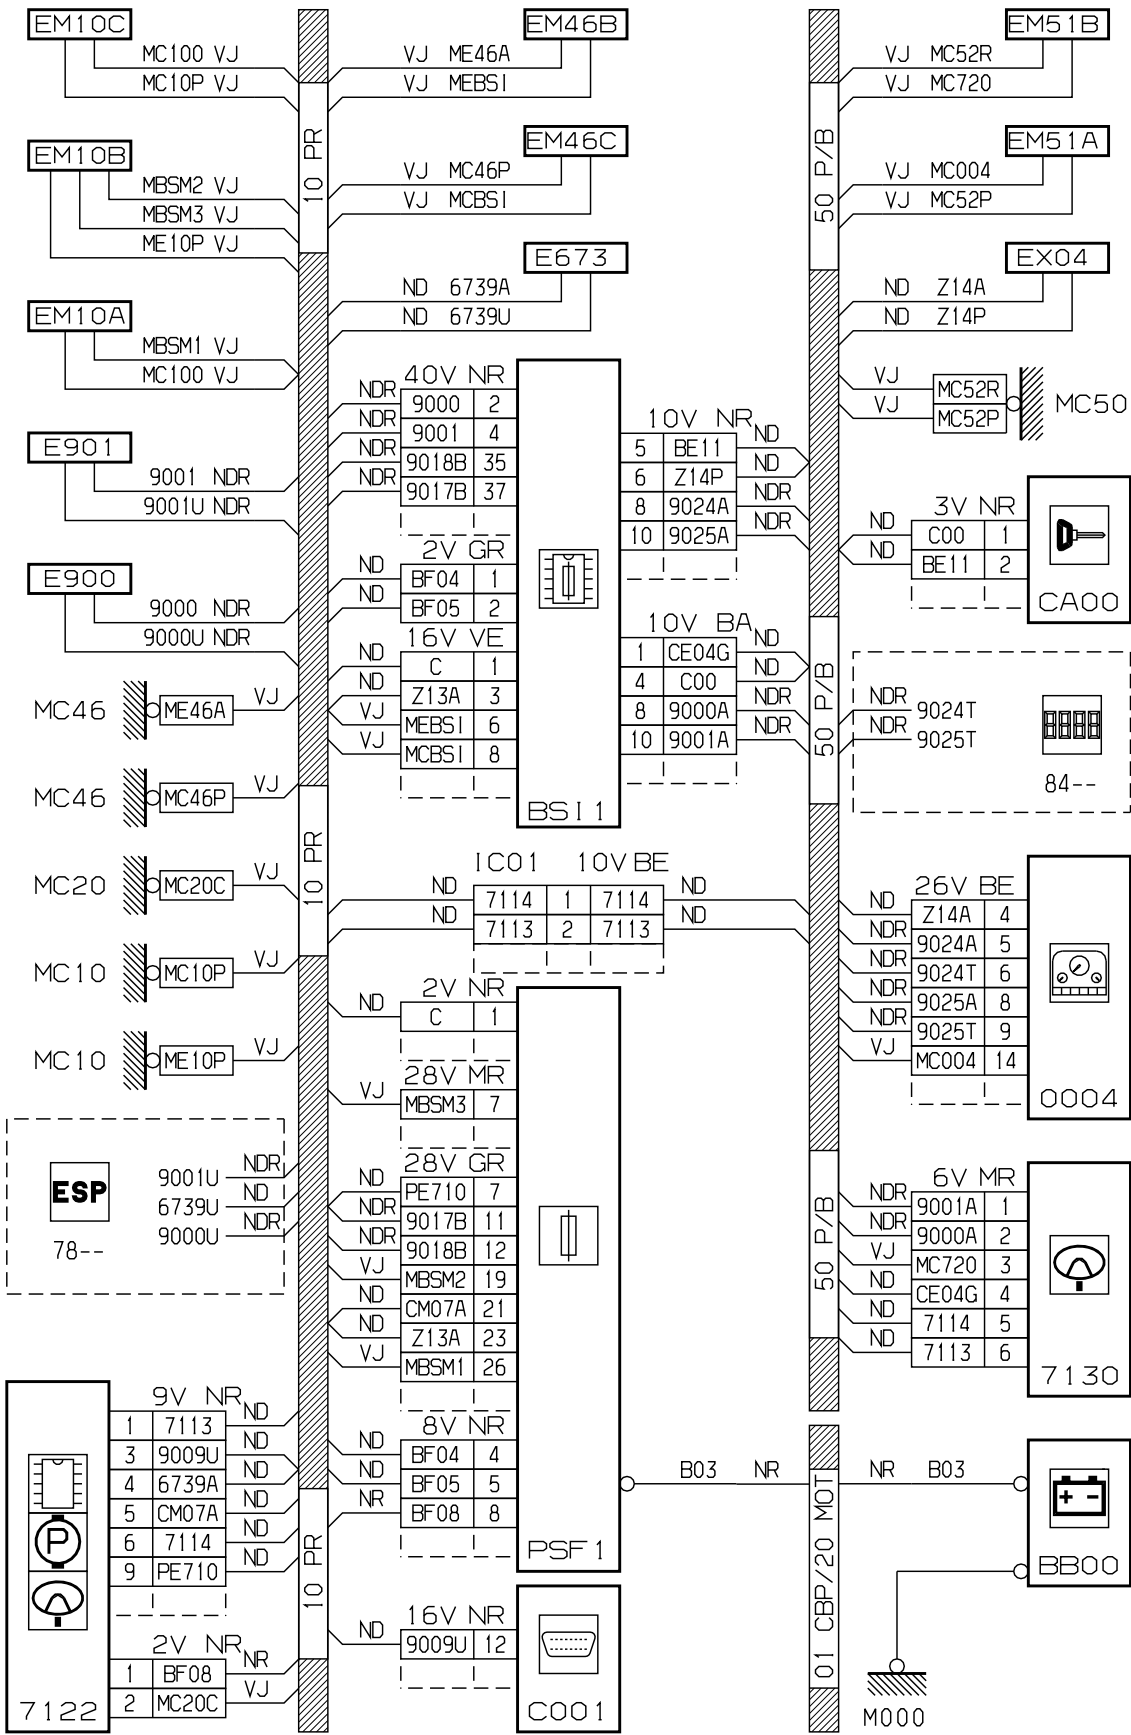 EM10C
MC100 VJ
MC10P VJ
EM10B
MBSM2 VJ
MBSM3 VJ
ME10P VJ
EM10A
MBSM1 VJ
MC100 VJ
E901
9001 NDR
9001U NDR
E900
9000 NDR
9000U NDR
MC46 ME46A VJ
MC46 MC46P VJ
MC20 MC20C VJ
MC10 MC10P VJ
MC10 ME10P VJ
ESP
78--
9001U NDR
6739U ND
9000U NDR
9V NR
1 7113 ND
3 9009U ND
4 6739A ND
5 CM07A ND
6 7114 ND
9 PE710 ND
P
2V NR
1 BF08 NR
2 MC20C VJ
7122
10 PR
10 PR
10 PR
EM46B
VJ ME46A
VJ MEBSI
EM46C
VJ MC46P
VJ MCBSI
E673
ND 6739A
ND 6739U
40V NR
NDR 9000 2
NDR 9001 4
NDR 9018B 35
NDR 9017B 37
2V GR
ND BF04 1
ND BF05 2
16V VE
ND C 1
ND Z13A 3
VJ MEBSI 6
VJ MCBSI 8
BSI1
10V NR
5 BE11 ND
6 Z14P ND
8 9024A NDR
10 9025A NDR
10V BA
1 CE04G ND
4 C00 ND
8 9000A NDR
10 9001A NDR
IC01 10V BE
ND 7114 1 7114 ND
ND 7113 2 7113 ND
2V NR
ND C 1
28V MR
VJ MBSM3 7
28V GR
ND PE710 7
NDR 9017B 11
NDR 9018B 12
VJ MBSM2 19
ND CM07A 21
ND Z13A 23
VJ MBSM1 26
8V NR
ND BF04 4
ND BF05 5
NR BF08 8
PSF1
B03 NR
16V NR
ND 9009U 12
C001
50 P/B
50 P/B
50 P/B
01 CBP/20 MOT
EM51B
VJ MC52R
VJ MC720
EM51A
VJ MC004
VJ MC52P
EX04
ND Z14A
ND Z14P
VJ MC52R
VJ MC52P
MC50
3V NR
ND C00 1
ND BE11 2
CA00
NDR 9024T
NDR 9025T
84--
26V BE
ND Z14A 4
NDR 9024A 5
NDR 9024T 6
NDR 9025A 8
NDR 9025T 9
VJ MC004 14
0004
6V MR
NDR 9001A 1
NDR 9000A 2
VJ MC720 3
ND CE04G 4
ND 7114 5
ND 7113 6
7130
NR B03
+ -
BB00
M000